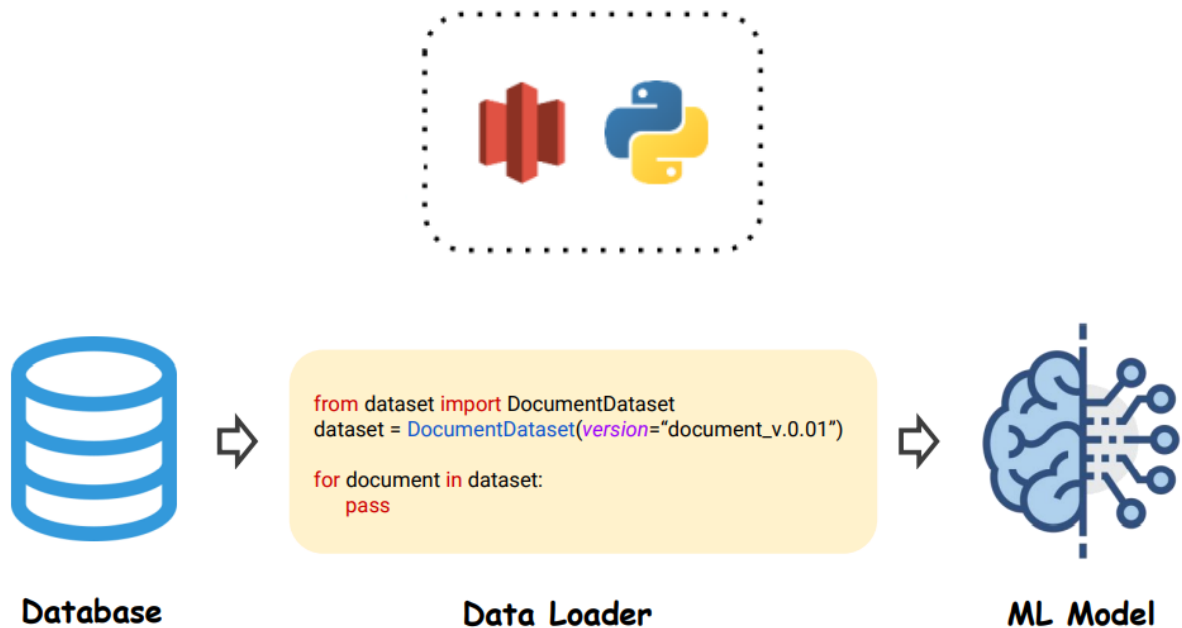 from dataset import DocumentDataset
dataset = DocumentDataset(version=“document_v.0.01”)
for document in dataset:
pass
Database
Data Loader
ML Model